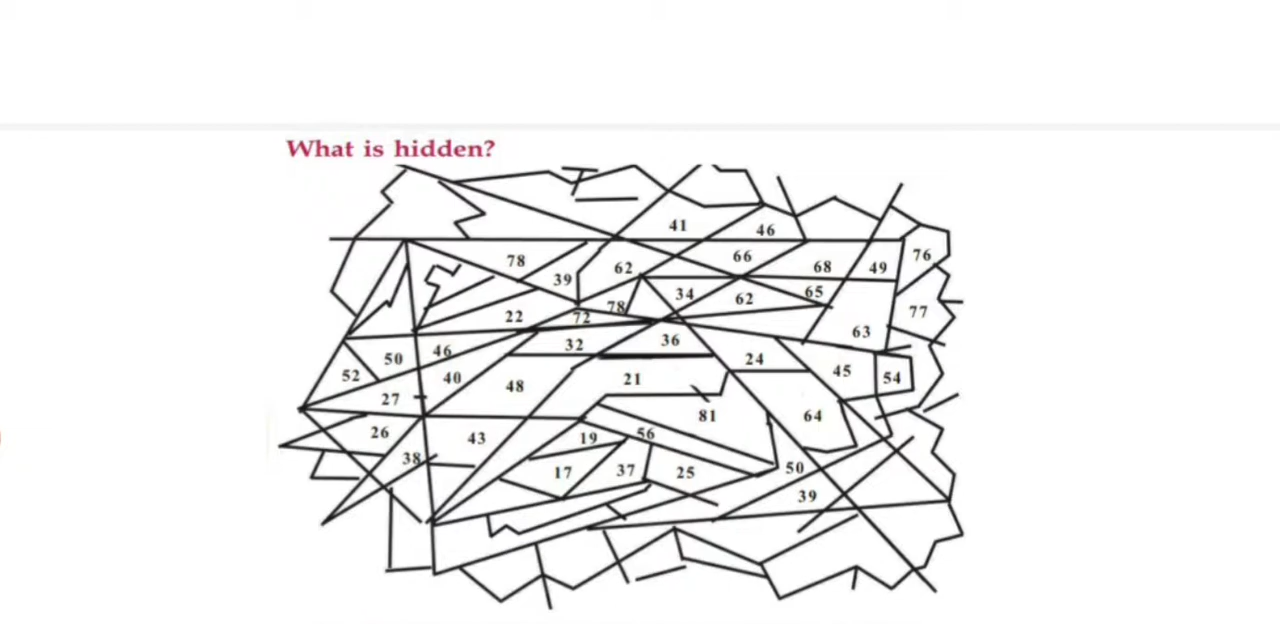 What is hidden?
41 46
78 66 76
39 62 68 49
78 34 62 65
22 72 77
63
32 36
50 46 24
52 40 48 21 45 54
27
26 43 19 56 81 64
38 17 37 25 50
39